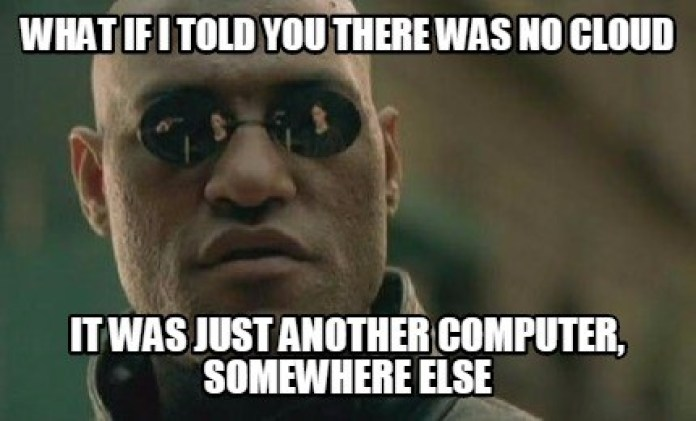 WHAT IF I TOLD YOU THERE WAS NO CLOUD
IT WAS JUST ANOTHER COMPUTER,
SOMEWHERE ELSE